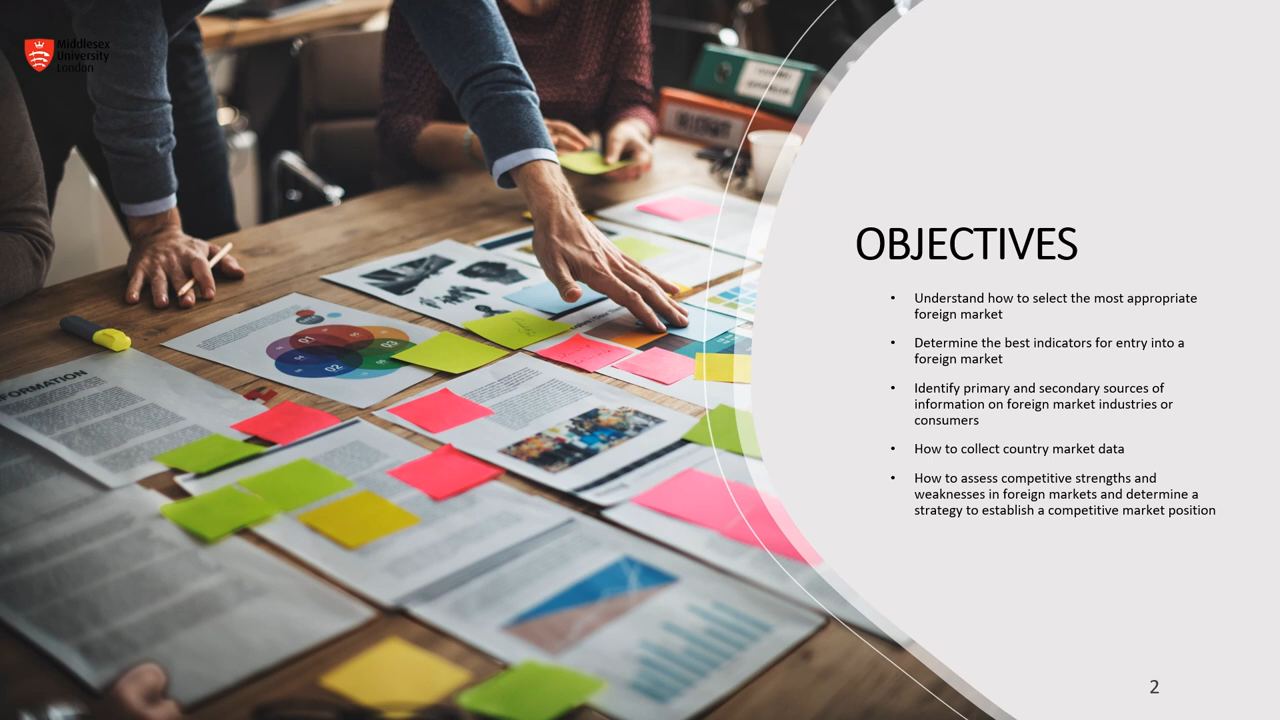 Middlesex
University
London
OBJECTIVES
• Understand how to select the most appropriate
foreign market
• Determine the best indicators for entry into a
foreign market
• Identify primary and secondary sources of
information on foreign market industries or
consumers
• How to collect country market data
• How to assess competitive strengths and
weaknesses in foreign markets and determine a
strategy to establish a competitive market position
01
03
02
2